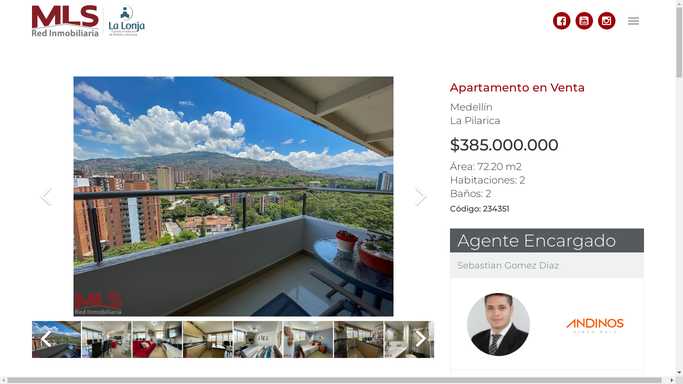 MLS
Red Inmobiliaria
La Lonja
Apartamento en Venta
Medellín
La Pilarica
$385.000.000
Área: 72.20 m2
Habitaciones: 2
Baños: 2
Código: 234351
Agente Encargado
Sebastian Gomez Diaz
ANDINOS
MLS
Red Inmobiliaria